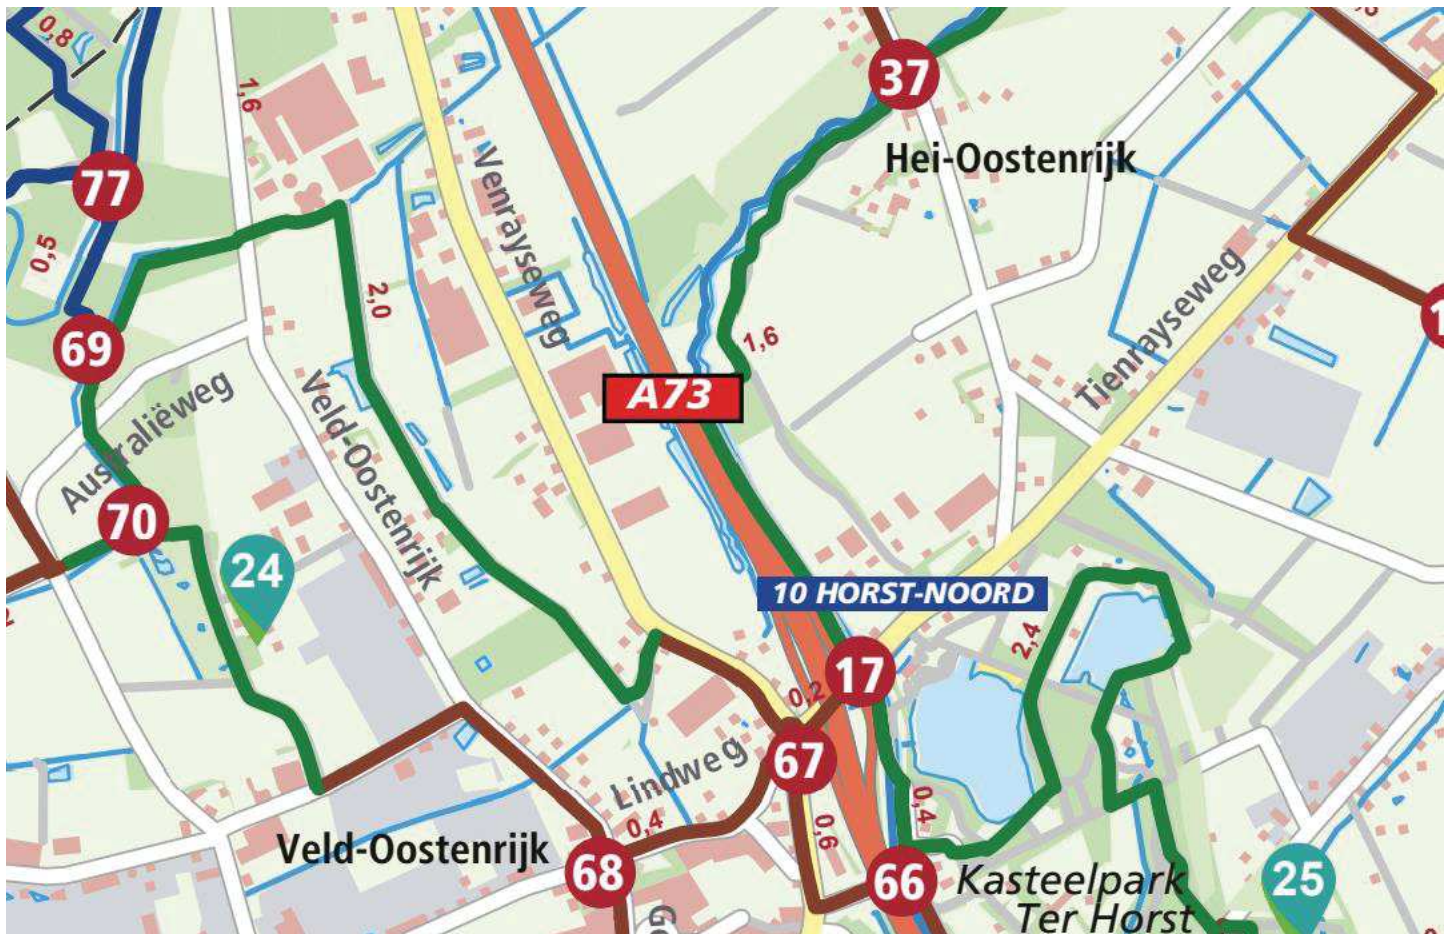 0,8
1,6
37
Hei-Oostenrijk
77
Venrayseweg
0,5
2,0
Tienrayseweg
69
1,6
A73
Australiëweg
Veld-Oostenrijk
70
24
10 HORST-NOORD
2,4
17
0,2
67
Lindweg
0,4
0,6
0,4
Veld-Oostenrijk
68
66
Kasteelpark
Ter Horst
25